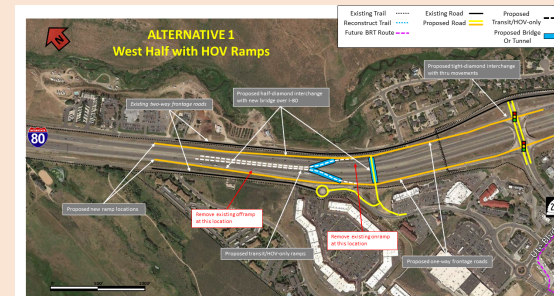 ALTERNATIVE 1
West Half with HOV Ramps
Existing Trail
Reconstruct Trail
Future BRT Route
Existing Road
Proposed Road
Proposed
Transit/HOV-only
Proposed Bridge
Or Tunnel
Proposed tight-diamond interchange
with thru movements
Proposed half-diamond interchange
with new bridge over I-80
Existing two-way frontage roads
80
Proposed new ramp locations
Remove existing offramp
at this location
Remove existing onramp
at this location
Proposed transit/HOV-only ramps
Proposed one-way frontage roads